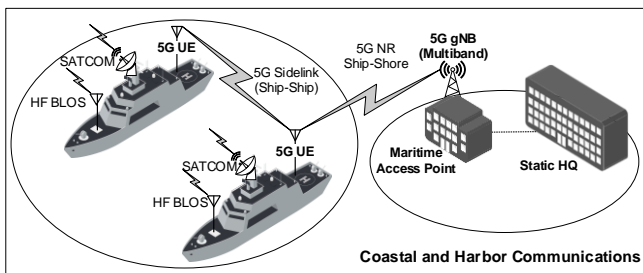 5G UE
SATCOM
HF BLOS
5G Sidelink
(Ship-Ship)
5G NR
Ship-Shore
5G gNB
(Multiband)
5G UE
SATCOM
HF BLOS
Maritime
Access Point
Static HQ
Coastal and Harbor Communications